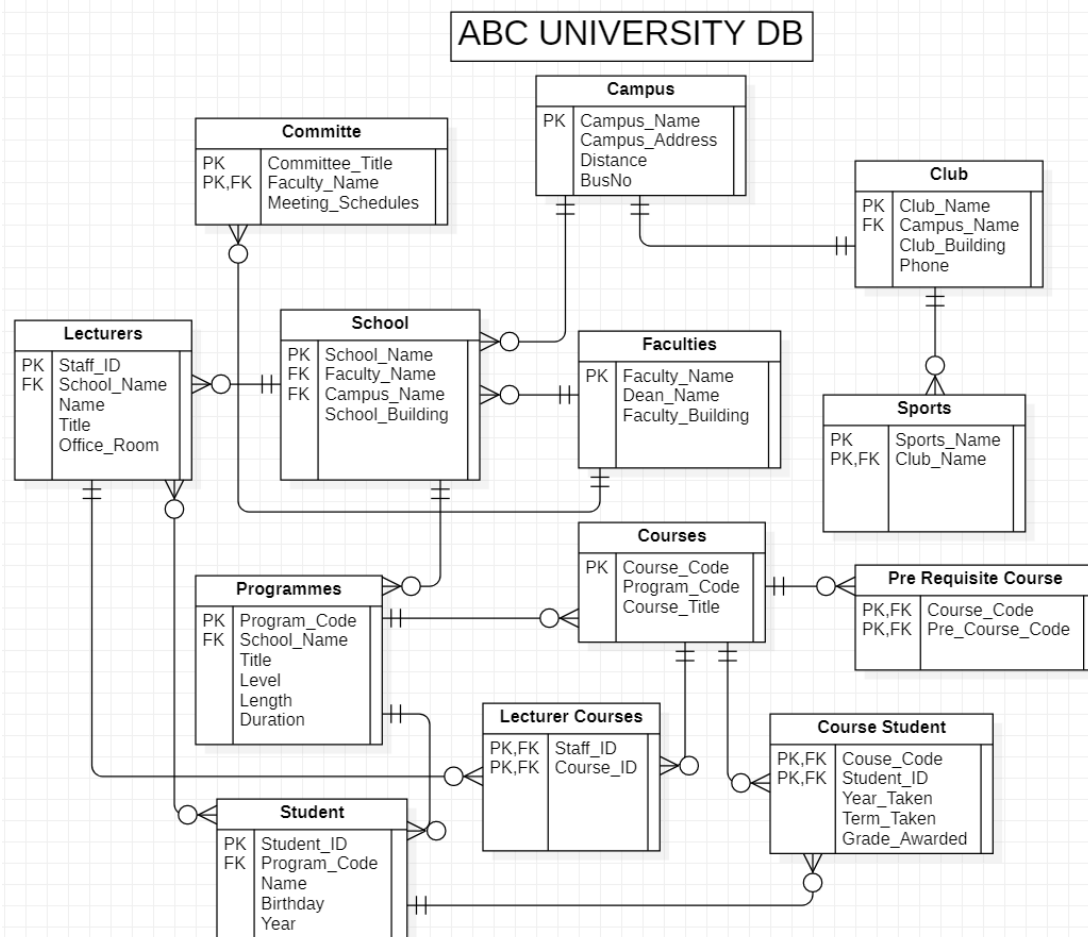 ABC UNIVERSITY DB
Campus
PK Campus_Name
Campus_Address
Distance
BusNo
Committe
PK Committee_Title
PK,FK Faculty_Name
Meeting_Schedules
Club
PK Club_Name
FK Campus_Name
Club_Building
Phone
Lecturers
PK Staff_ID
FK School_Name
Name
Title
Office_Room
School
PK School_Name
FK Faculty_Name
FK Campus_Name
School_Building
Faculties
PK Faculty_Name
Dean_Name
Faculty_Building
Sports
PK Sports_Name
PK,FK Club_Name
Courses
PK Course_Code
Program_Code
Course_Title
Pre Requisite Course
PK,FK Course_Code
PK,FK Pre_Course_Code
Programmes
PK Program_Code
FK School_Name
Title
Level
Length
Duration
Lecturer Courses
PK,FK Staff_ID
PK,FK Course_ID
Course Student
PK,FK Couse_Code
PK,FK Student_ID
Year_Taken
Term_Taken
Grade_Awarded
Student
PK Student_ID
FK Program_Code
Name
Birthday
Year